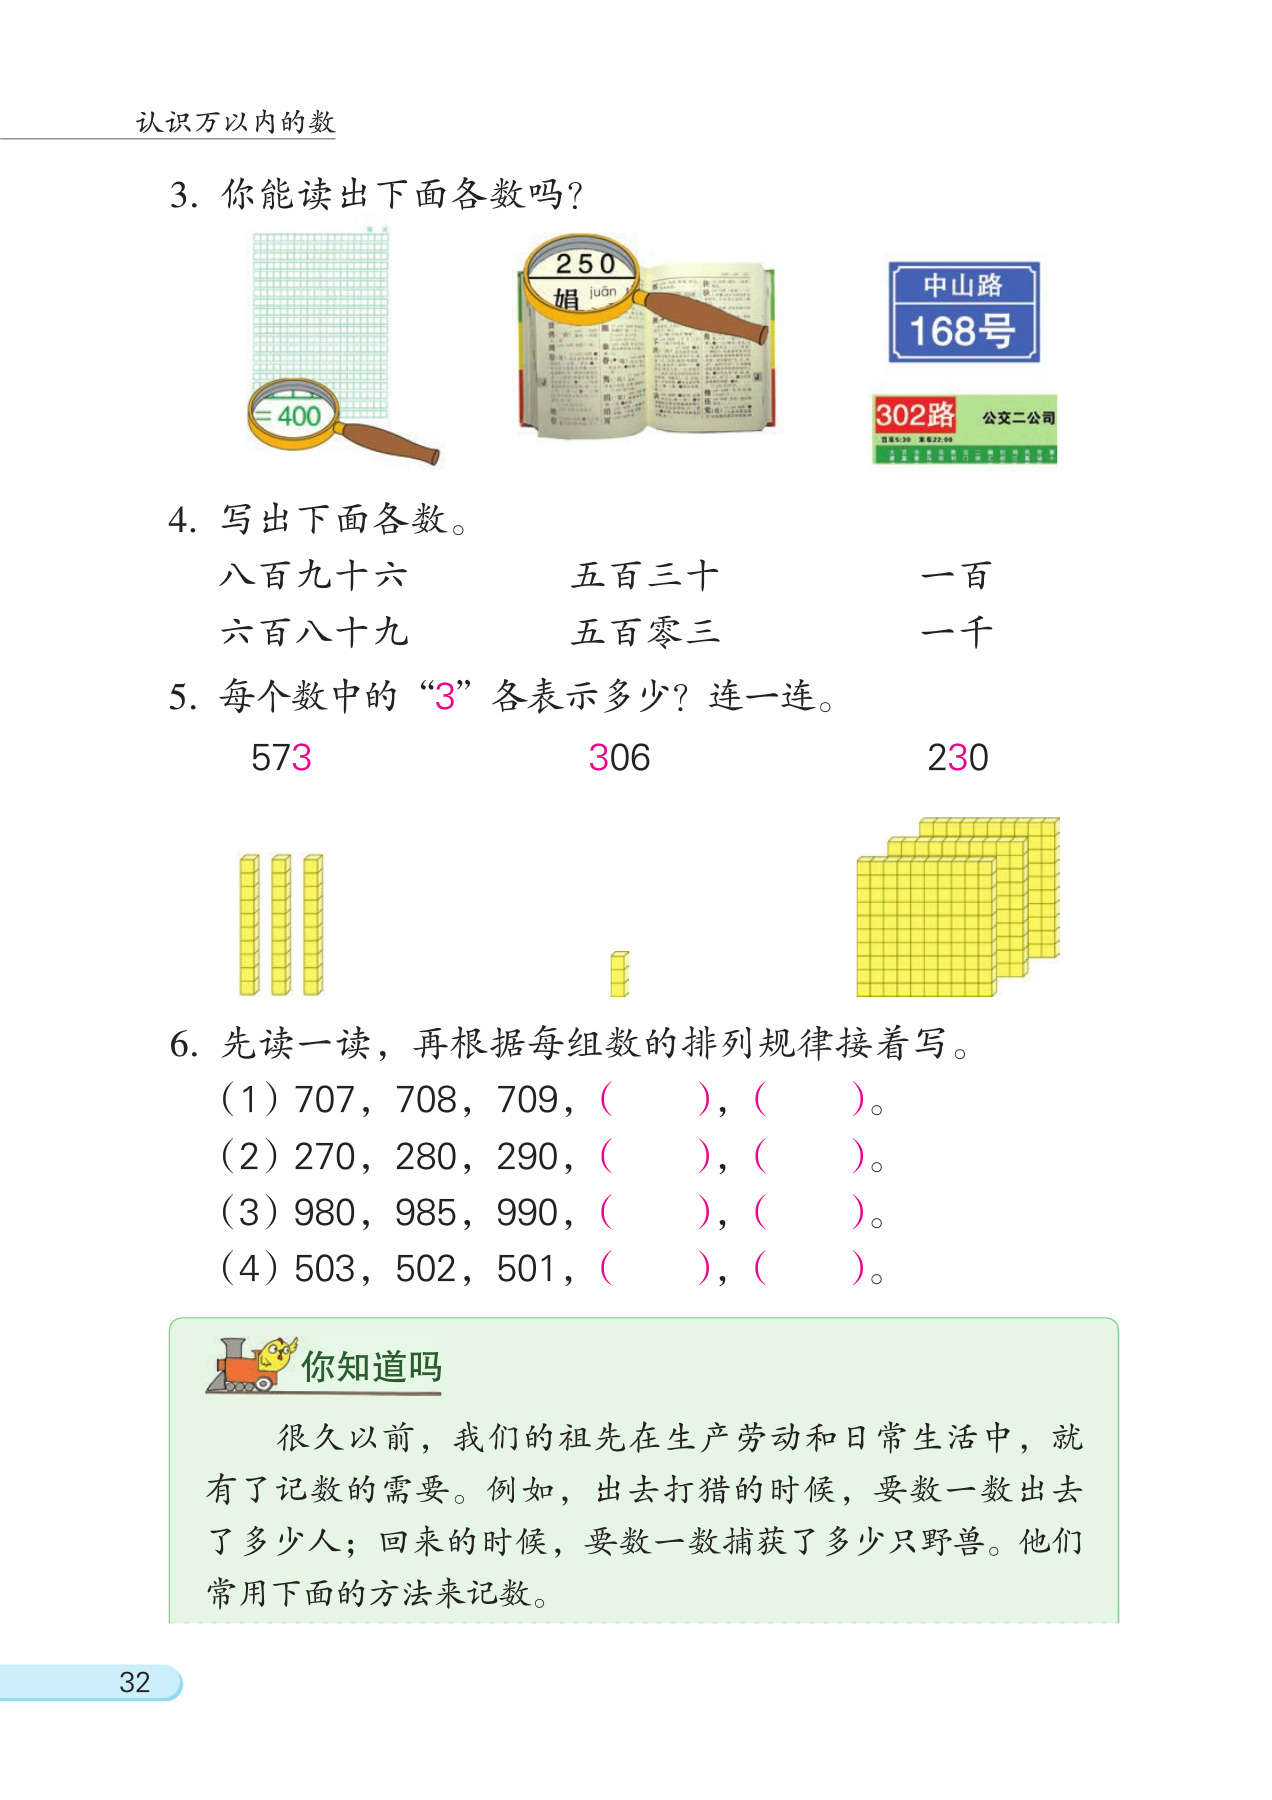 认识万以内的数
3. 你能读出下面各数吗？
= 400
250
娟 juān
中山路
168号
302路 公交二公司
首车5:30 末车22:00
4. 写出下面各数。
八百九十六 五百三十 一百
六百八十九 五百零三 一千
5. 每个数中的“3”各表示多少？连一连。
573 306 230
6. 先读一读，再根据每组数的排列规律接着写。
（1）707，708，709，（ ），（ ）。
（2）270，280，290，（ ），（ ）。
（3）980，985，990，（ ），（ ）。
（4）503，502，501，（ ），（ ）。
你知道吗
很久以前，我们的祖先在生产劳动和日常生活中，就
有了记数的需要。例如，出去打猎的时候，要数一数出去
了多少人；回来的时候，要数一数捕获了多少只野兽。他们
常用下面的方法来记数。
32